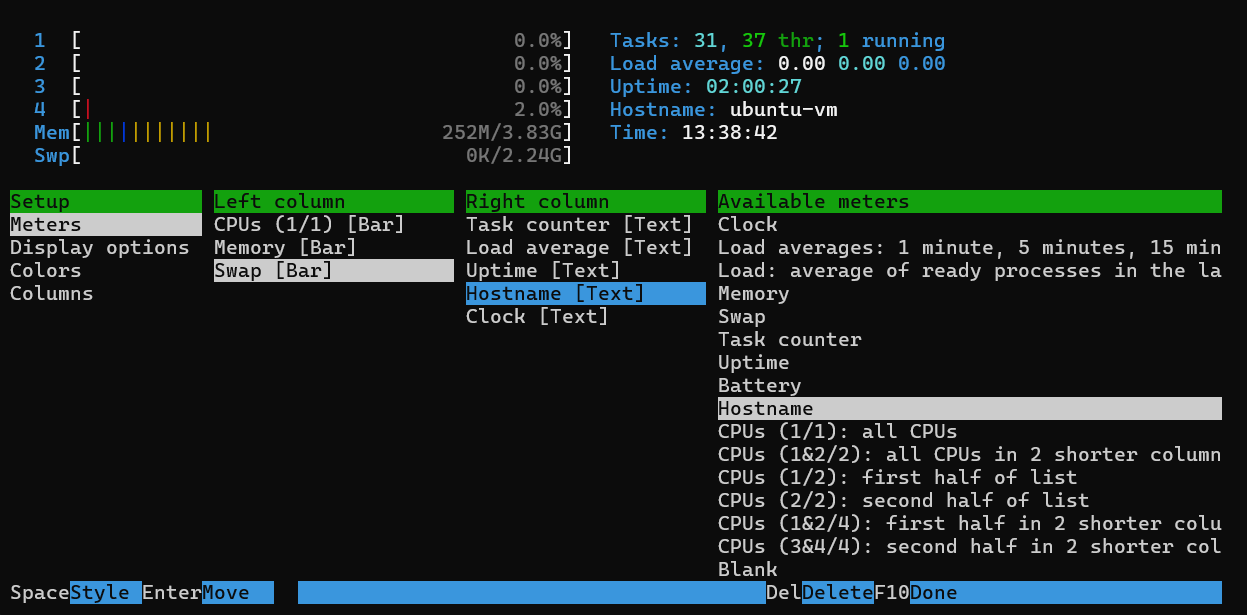 1 [ 0.0%] Tasks: 31, 37 thr; 1 running
2 [ 0.0%] Load average: 0.00 0.00 0.00
3 [ 0.0%] Uptime: 02:00:27
4 [| 2.0%] Hostname: ubuntu-vm
Mem[||||||||||| 252M/3.83G] Time: 13:38:42
Swp[ 0K/2.24G]
Setup Left column Right column Available meters
Meters CPUs (1/1) [Bar] Task counter [Text] Clock
Display options Memory [Bar] Load average [Text] Load averages: 1 minute, 5 minutes, 15 min
Colors Swap [Bar] Uptime [Text] Load: average of ready processes in the la
Columns Hostname [Text] Memory
Clock [Text] Swap
Task counter
Uptime
Battery
Hostname
CPUs (1/1): all CPUs
CPUs (1&2/2): all CPUs in 2 shorter column
CPUs (1/2): first half of list
CPUs (2/2): second half of list
CPUs (1&2/4): first half in 2 shorter colu
CPUs (3&4/4): second half in 2 shorter col
Blank
SpaceStyle EnterMove DelDeleteF10Done